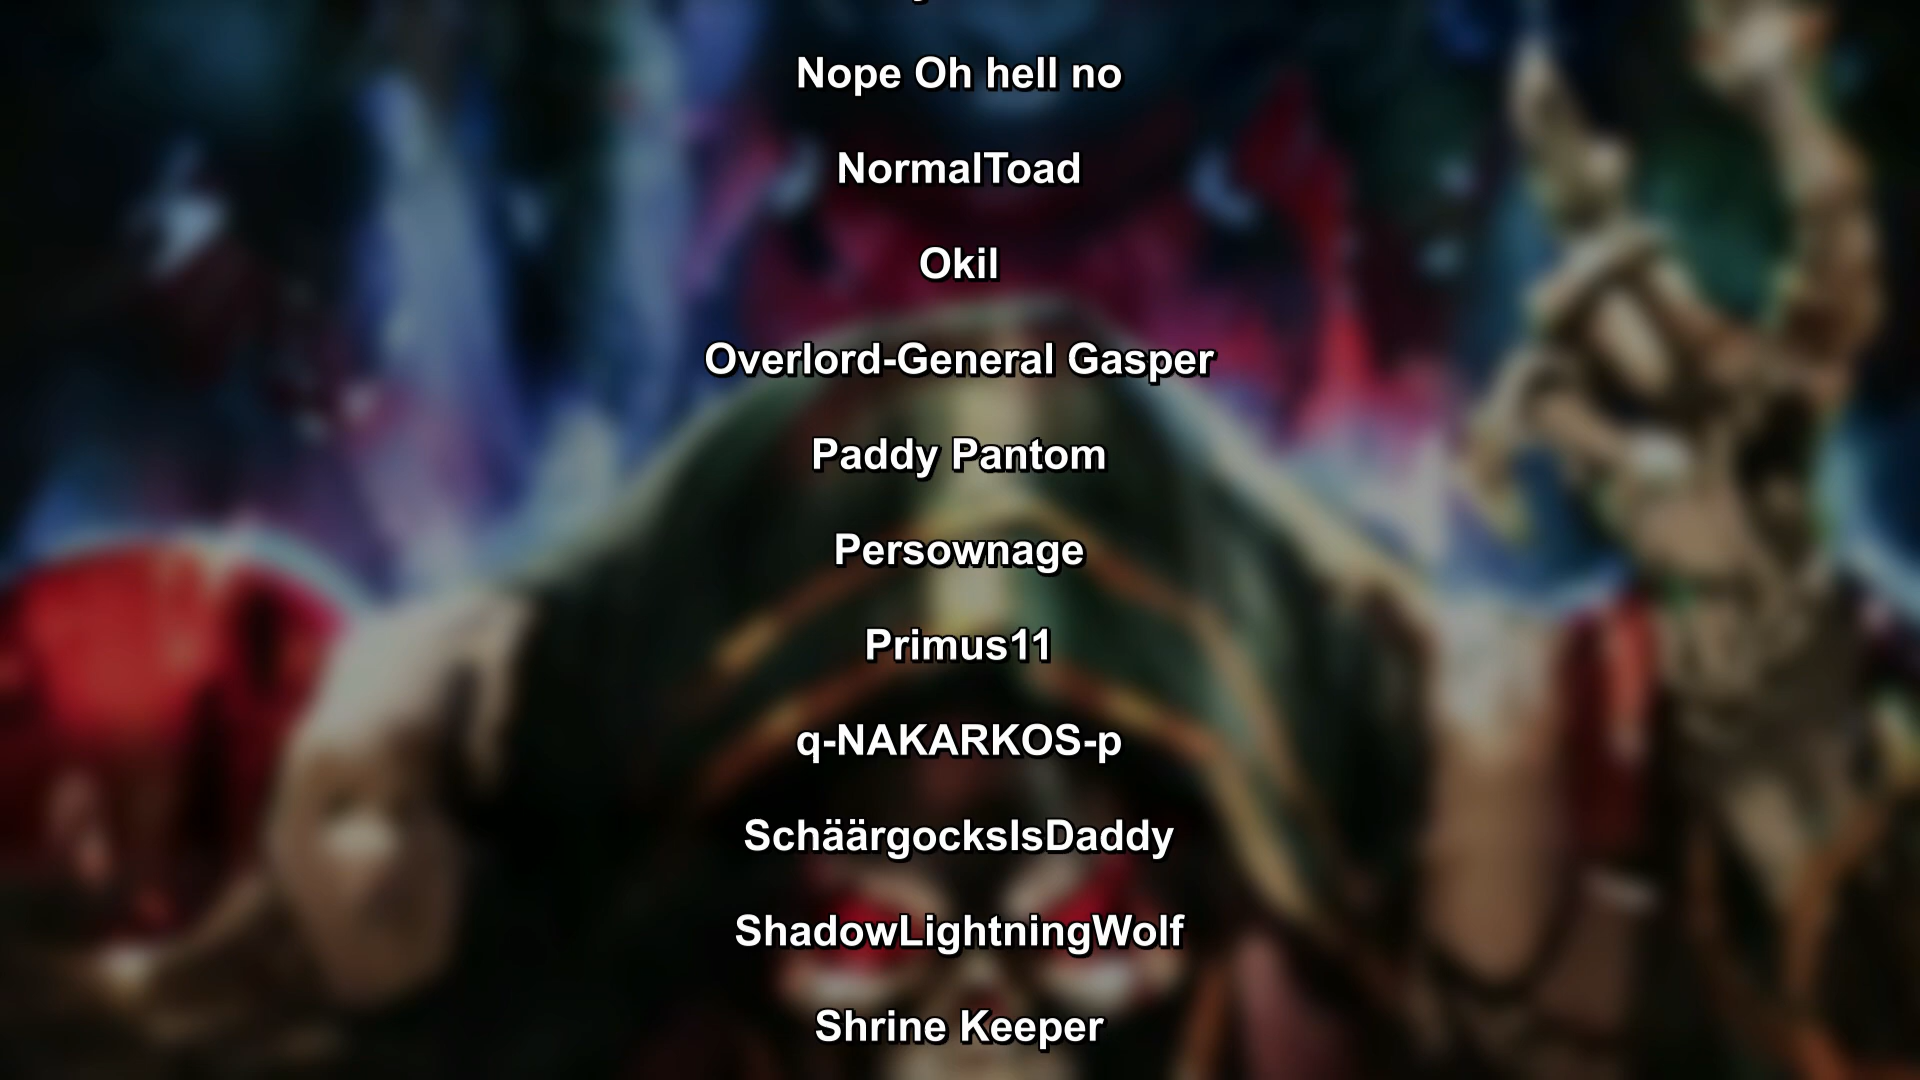 Nope Oh hell no
NormalToad
Okil
Overlord-General Gasper
Paddy Pantom
Persownage
Primus11
q-NAKARKOS-p
SchäärgocksIsDaddy
ShadowLightningWolf
Shrine Keeper